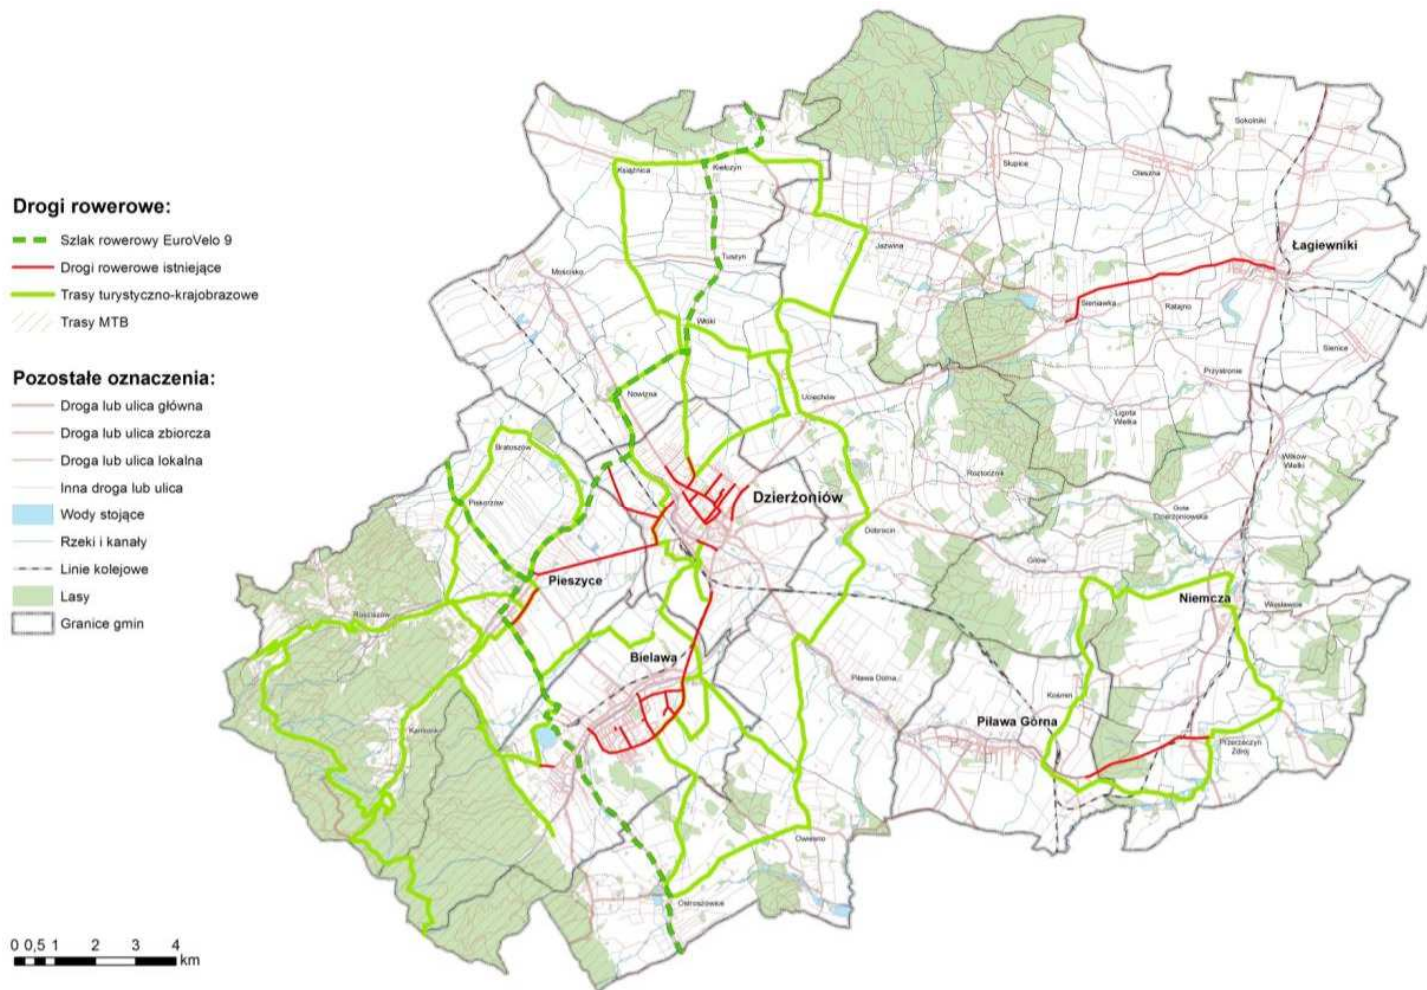 Drogi rowerowe:
Szlak rowerowy EuroVelo 9
Drogi rowerowe istniejące
Trasy turystyczno-krajobrazowe
Trasy MTB
Pozostałe oznaczenia:
Droga lub ulica główna
Droga lub ulica zbiorcza
Droga lub ulica lokalna
Inna droga lub ulica
Wody stojące
Rzeki i kanały
Linie kolejowe
Lasy
Granice gmin
0 0,5 1 2 3 4
km
Sokolniki
Słupice
Oleszna
Książnica
Kiełczyn
Jaźwina
Łagiewniki
Tuszyn
Mościsko
Sieniawka
Ratajno
Włóki
Sienice
Przystronie
Nowizna
Uciechów
Ligota
Wielka
Bratoszów
Wilków
Wielki
Roztocznik
Piskorzów
Dzierżoniów
Gola
Dzierżoniowska
Dobrocin
Gilów
Pieszyce
Niemcza
Rościszów
Bielawa
Piława Dolna
Kośmin
Piława Górna
Kamionki
Przerzeczyn
Zdrój
Owiesno
Ostroszowice